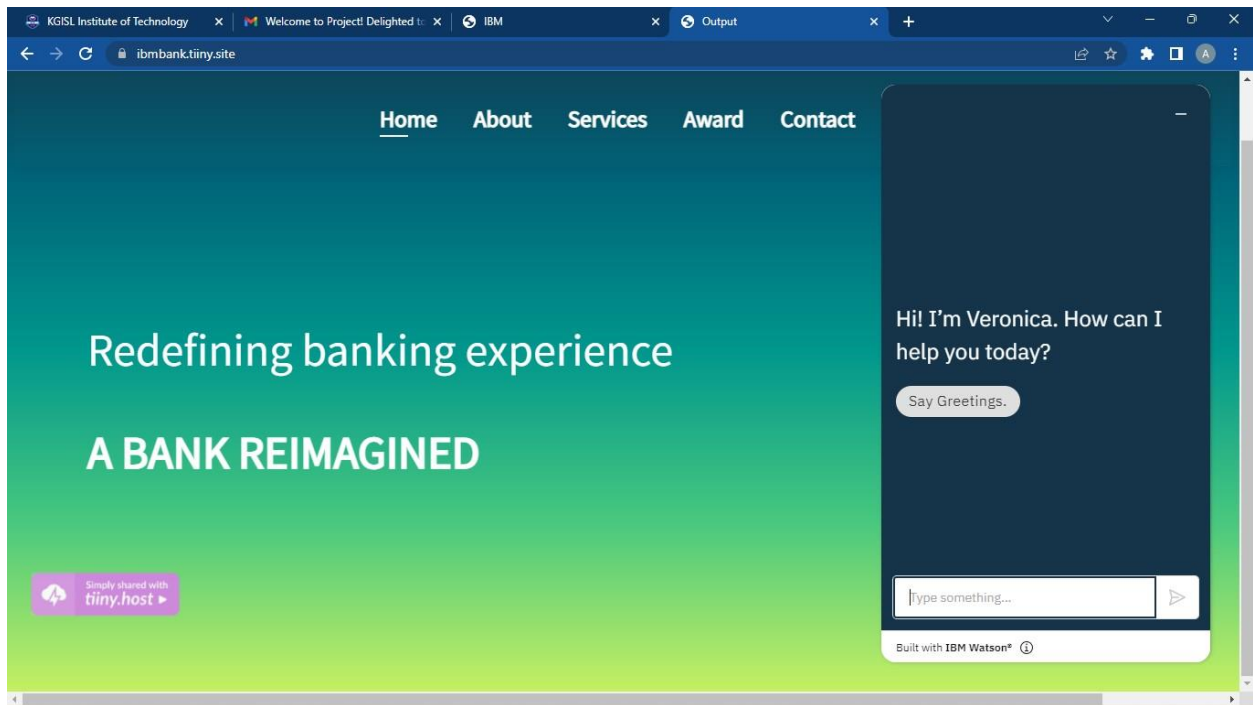 KGISL Institute of Technology
Welcome to Project! Delighted to
IBM
Output
ibmbank.tiiny.site
A
Home About Services Award Contact
Redefining banking experience
A BANK REIMAGINED
Simply shared with
tiiny.host
Hi! I’m Veronica. How can I
help you today?
Say Greetings.
Type something...
Built with IBM Watson®